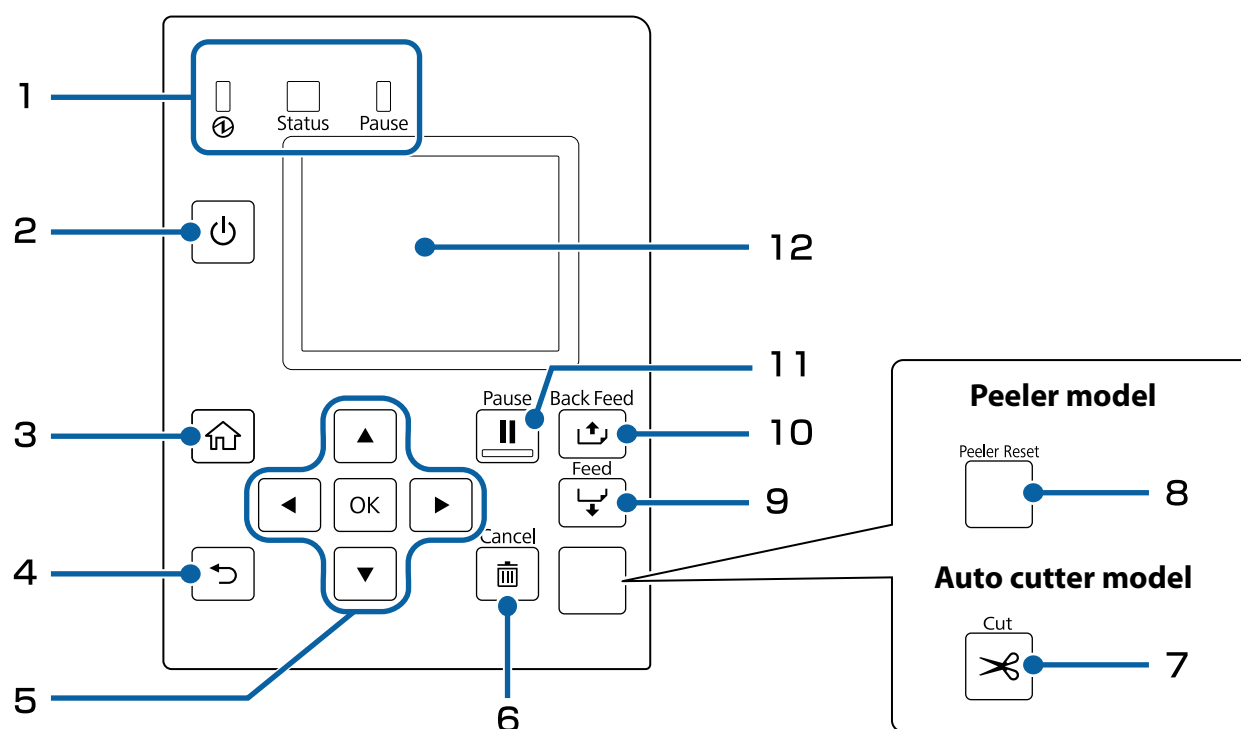 1
Status
Pause
2
12
11
Peeler model
Pause
Back Feed
3
10
Peeler Reset
Feed
OK
9
8
Cancel
4
Auto cutter model
Cut
7
5
6